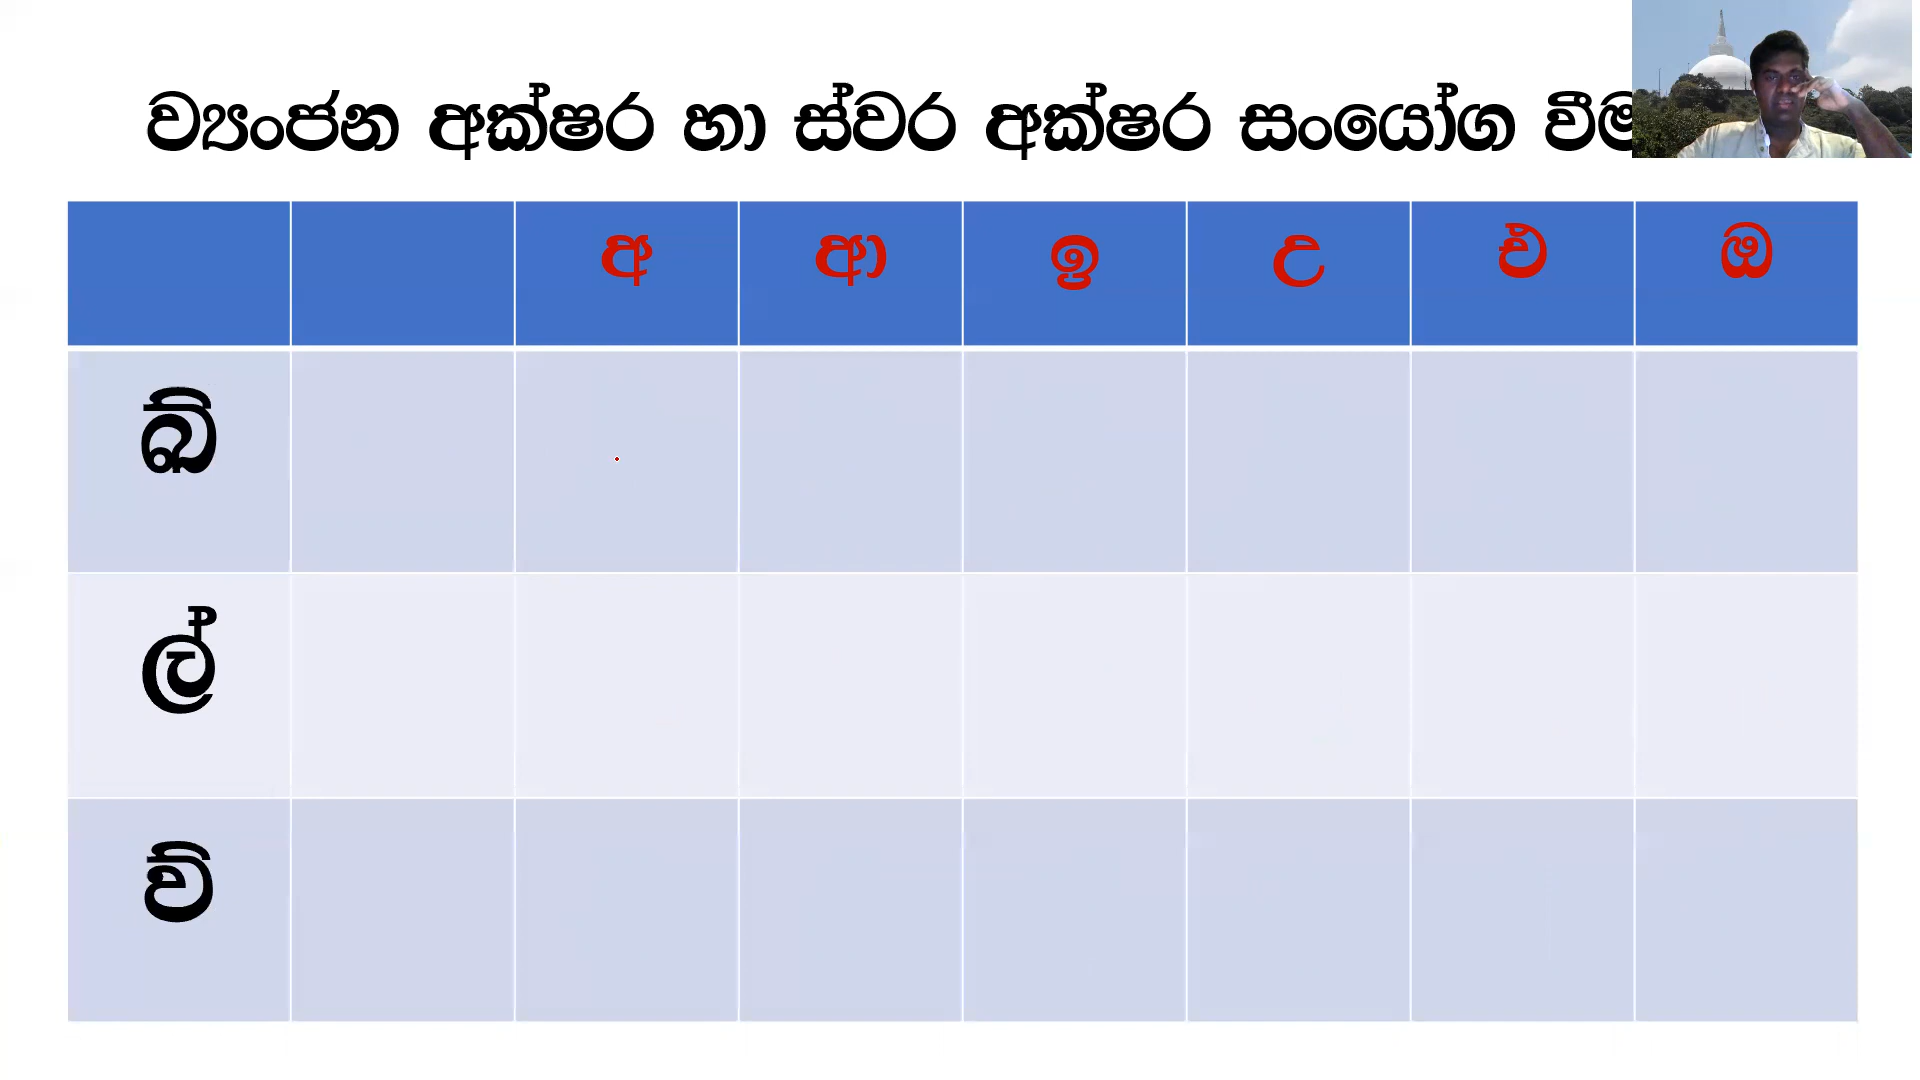 ව්‍යංජන අක්ෂර හා ස්වර අක්ෂර සංයෝග වීම
අ ආ ඉ උ එ ඔ
ඛ්
ල්
ව්